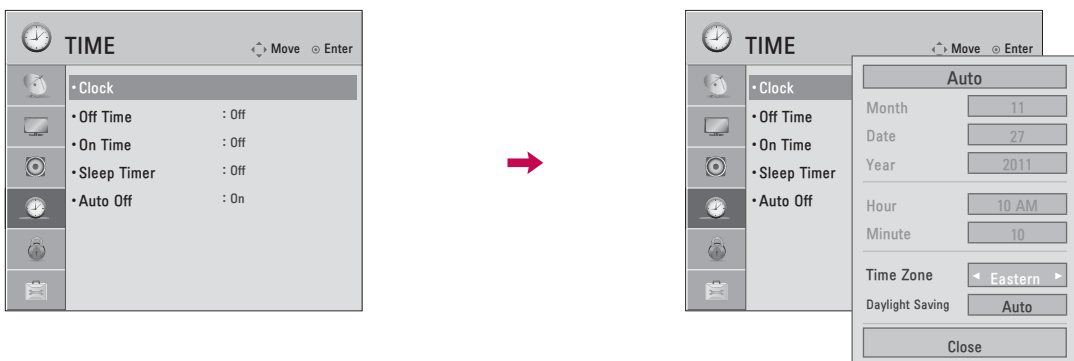 TIME
Move
Enter
• Clock
• Off Time : Off
• On Time : Off
• Sleep Timer : Off
• Auto Off : On
TIME
Move
Enter
• Clock
• Off Time
• On Time
• Sleep Timer
• Auto Off
Auto
Month 11
Date 27
Year 2011
Hour 10 AM
Minute 10
Time Zone ◄ Eastern ►
Daylight Saving Auto
Close